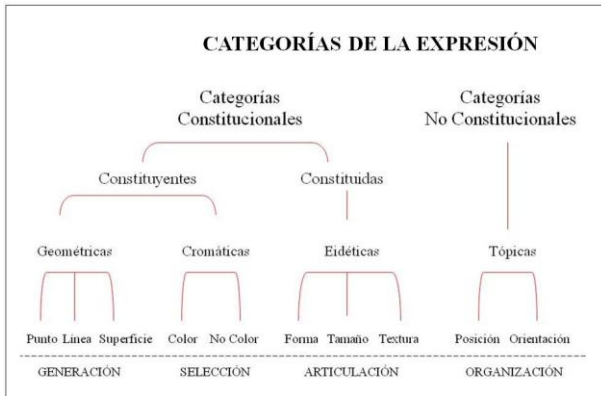 CATEGORÍAS DE LA EXPRESIÓN
Categorías
Constitucionales
Categorías
No Constitucionales
Constituyentes
Constituidas
Geométricas
Cromáticas
Eidéticas
Tópicas
Punto Línea Superficie
Color No Color
Forma Tamaño Textura
Posición Orientación
GENERACIÓN
SELECCIÓN
ARTICULACIÓN
ORGANIZACIÓN